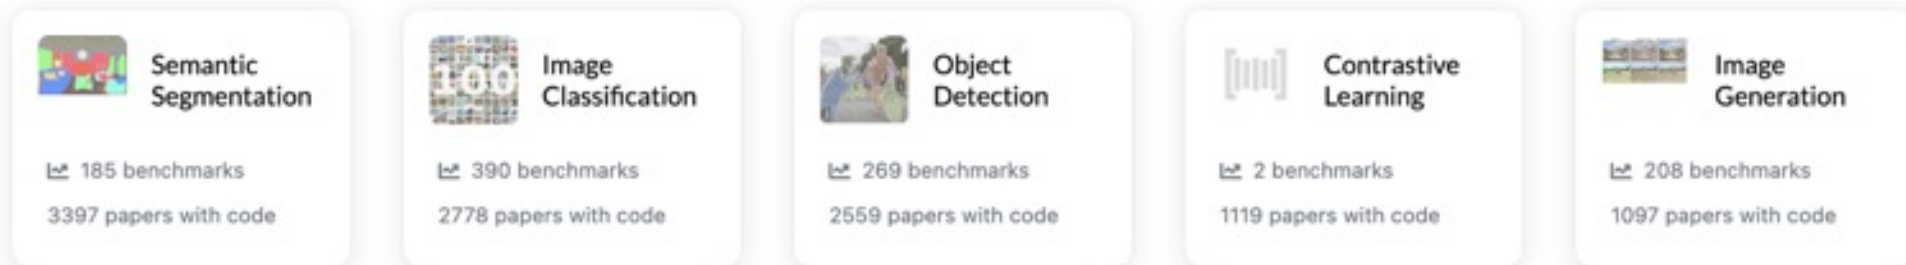 Semantic
Segmentation
185 benchmarks
3397 papers with code
100
Image
Classification
390 benchmarks
2778 papers with code
Object
Detection
269 benchmarks
2559 papers with code
Contrastive
Learning
2 benchmarks
1119 papers with code
Image
Generation
208 benchmarks
1097 papers with code